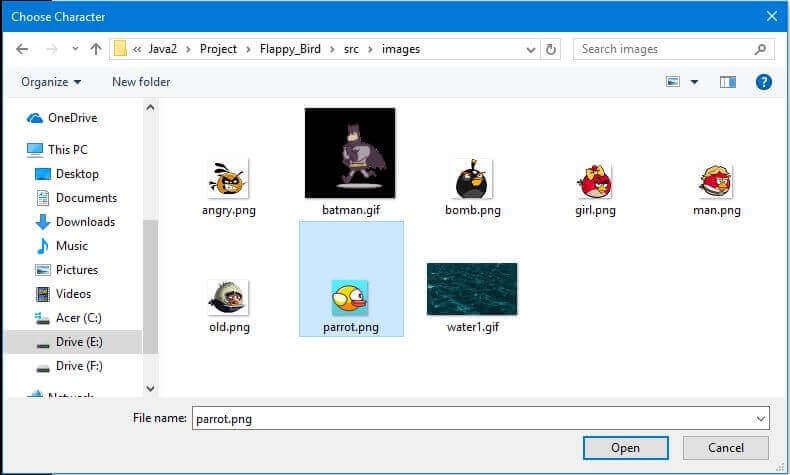 Choose Character
« Java2 > Project > Flappy_Bird > src > images
Search images
Organize
New folder
OneDrive
This PC
Desktop
Documents
Downloads
Music
Pictures
Videos
Acer (C:)
Drive (E:)
Drive (F:)
Network
angry.png
batman.gif
bomb.png
girl.png
man.png
old.png
parrot.png
water1.gif
File name: parrot.png
Open
Cancel